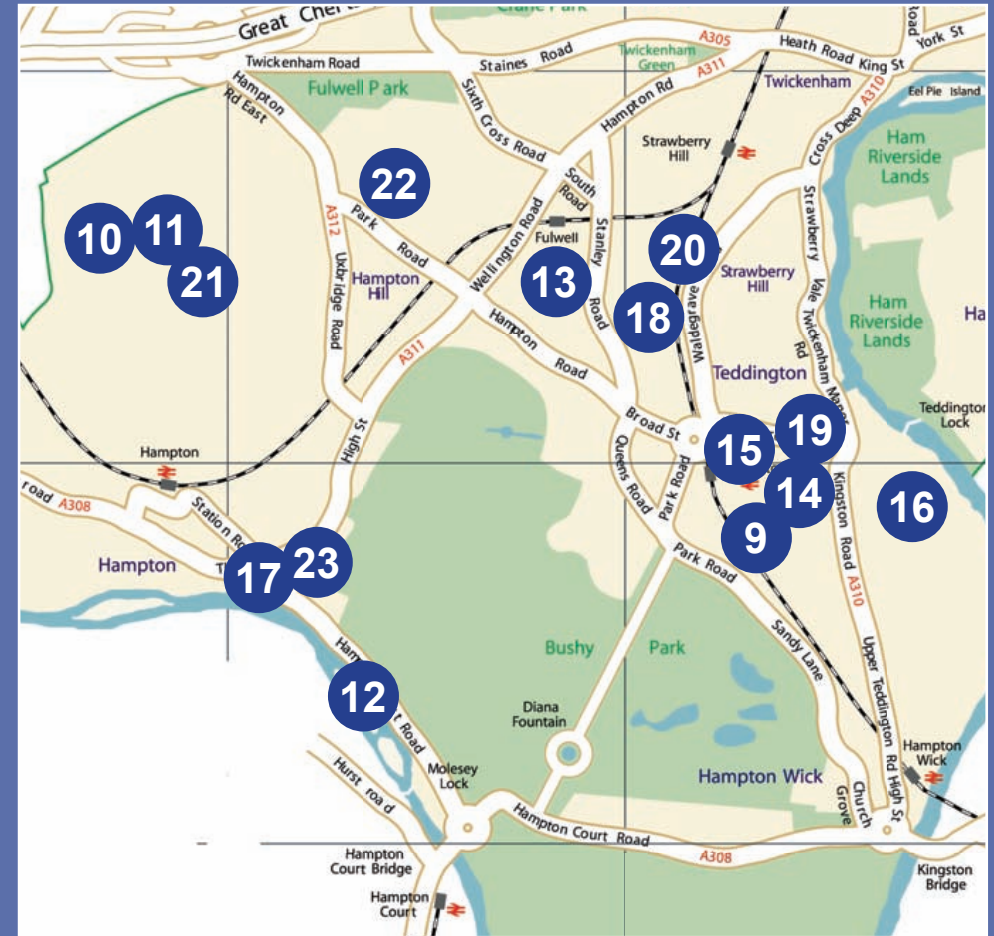 Crane Park
Great Chert
A305
Heath Road
King St
York St
Road
Twickenham Road
Staines Road
Twickenham
Green
A311
Twickenham
A310
Eel Pie Island
Hampton
Rd East
Fulwell Park
Sixth Cross Road
Hampton Rd
Strawberry
Hill
Cross Deep
Ham
Riverside
Lands
22
South
Road
A312
Park
Road
Wellington Road
Fulwell
Stanley
Road
Strawberry
Vale
Twickenham
Rd
10
11
21
Uxbridge Road
Hampton
Hill
13
20
18
Strawberry
Hill
Waldegrave
Ham
Riverside
Lands
Ha
A311
Hampton
Road
Teddington
Manor
Teddington
Lock
High St
Broad St
15
19
14
9
16
Queens Road
Park Road
Kingston
Road
A310
Hampton
road
A308
Station Ro
Hampton
Th
17
23
Park Road
Sandy Lane
Upper Teddington Rd
High St
12
Ham
t Road
Bushy
Park
Diana
Fountain
Hampton
Wick
Hampton Wick
Church
Grove
Hurst road
Molesey
Lock
Hampton Court Road
A308
Hampton
Court Bridge
Kingston
Bridge
Hampton
Court